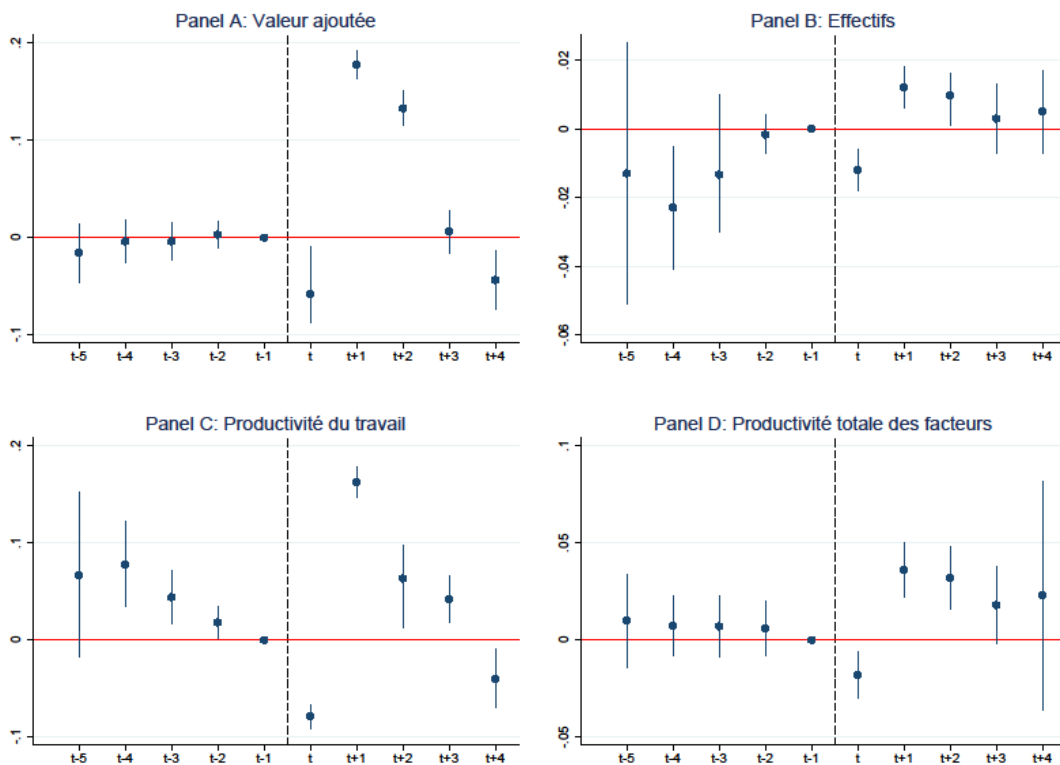 Panel A: Valeur ajoutée
.2
.1
0
-.1
t-5 t-4 t-3 t-2 t-1 t t+1 t+2 t+3 t+4
Panel B: Effectifs
.02
0
-.02
-.04
-.06
t-5 t-4 t-3 t-2 t-1 t t+1 t+2 t+3 t+4
Panel C: Productivité du travail
.2
.1
0
-.1
t-5 t-4 t-3 t-2 t-1 t t+1 t+2 t+3 t+4
Panel D: Productivité totale des facteurs
.1
.05
0
-.05
t-5 t-4 t-3 t-2 t-1 t t+1 t+2 t+3 t+4